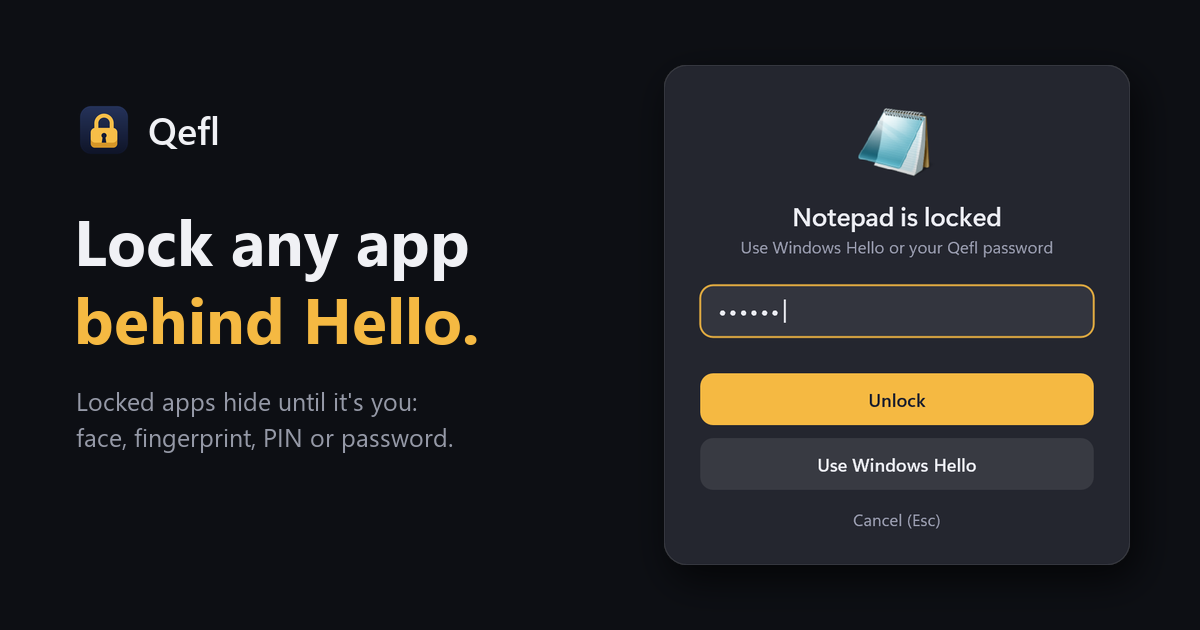 Qefl
Lock any app
behind Hello.
Locked apps hide until it's you:
face, fingerprint, PIN or password.
Notepad is locked
Use Windows Hello or your Qefl password
••••••
Unlock
Use Windows Hello
Cancel (Esc)